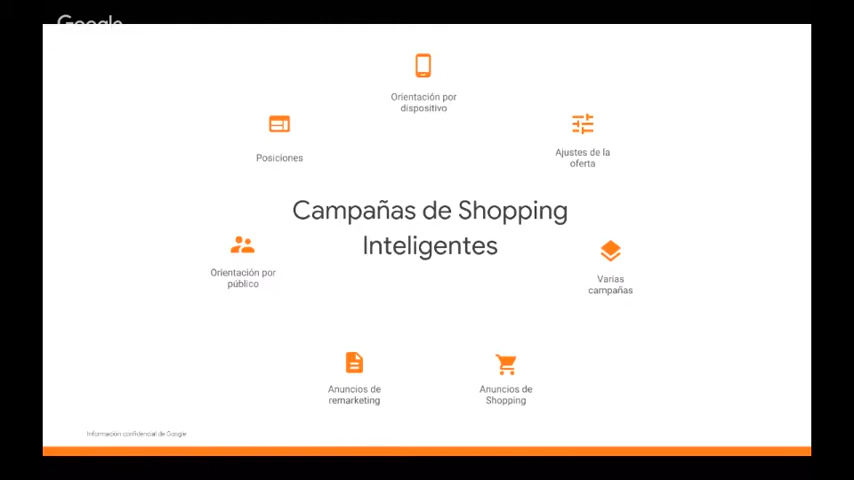 Google
Orientación por
dispositivo
Posiciones
Ajustes de la
oferta
Campañas de Shopping
Inteligentes
Orientación por
público
Varias
campañas
Anuncios de
remarketing
Anuncios de
Shopping
Información confidencial de Google